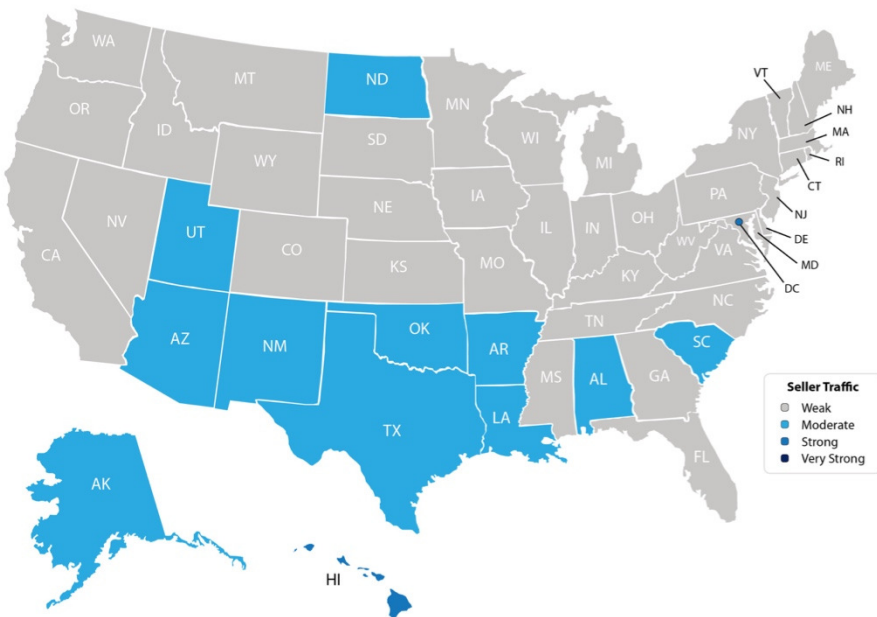 WA
MT
ND
MN
VT
ME
OR
ID
SD
WI
NY
NH
MA
WY
MI
RI
CT
IA
PA
NE
NV
OH
NJ
IL
IN
UT
CO
DE
CA
WV
VA
MD
KS
MO
KY
DC
NC
TN
OK
AZ
NM
AR
SC
MS
AL
GA
Seller Traffic
Weak
Moderate
Strong
Very Strong
LA
TX
FL
AK
HI